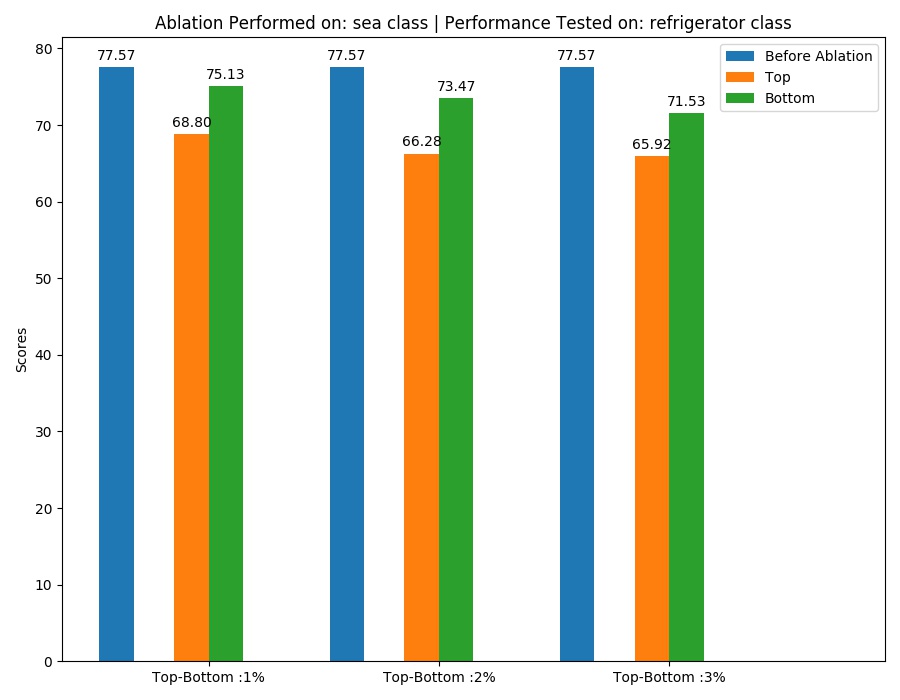 Ablation Performed on: sea class | Performance Tested on: refrigerator class
Before Ablation
Top
Bottom
77.57
68.80
75.13
77.57
66.28
73.47
77.57
65.92
71.53
Scores
80
70
60
50
40
30
20
10
0
Top-Bottom :1%
Top-Bottom :2%
Top-Bottom :3%